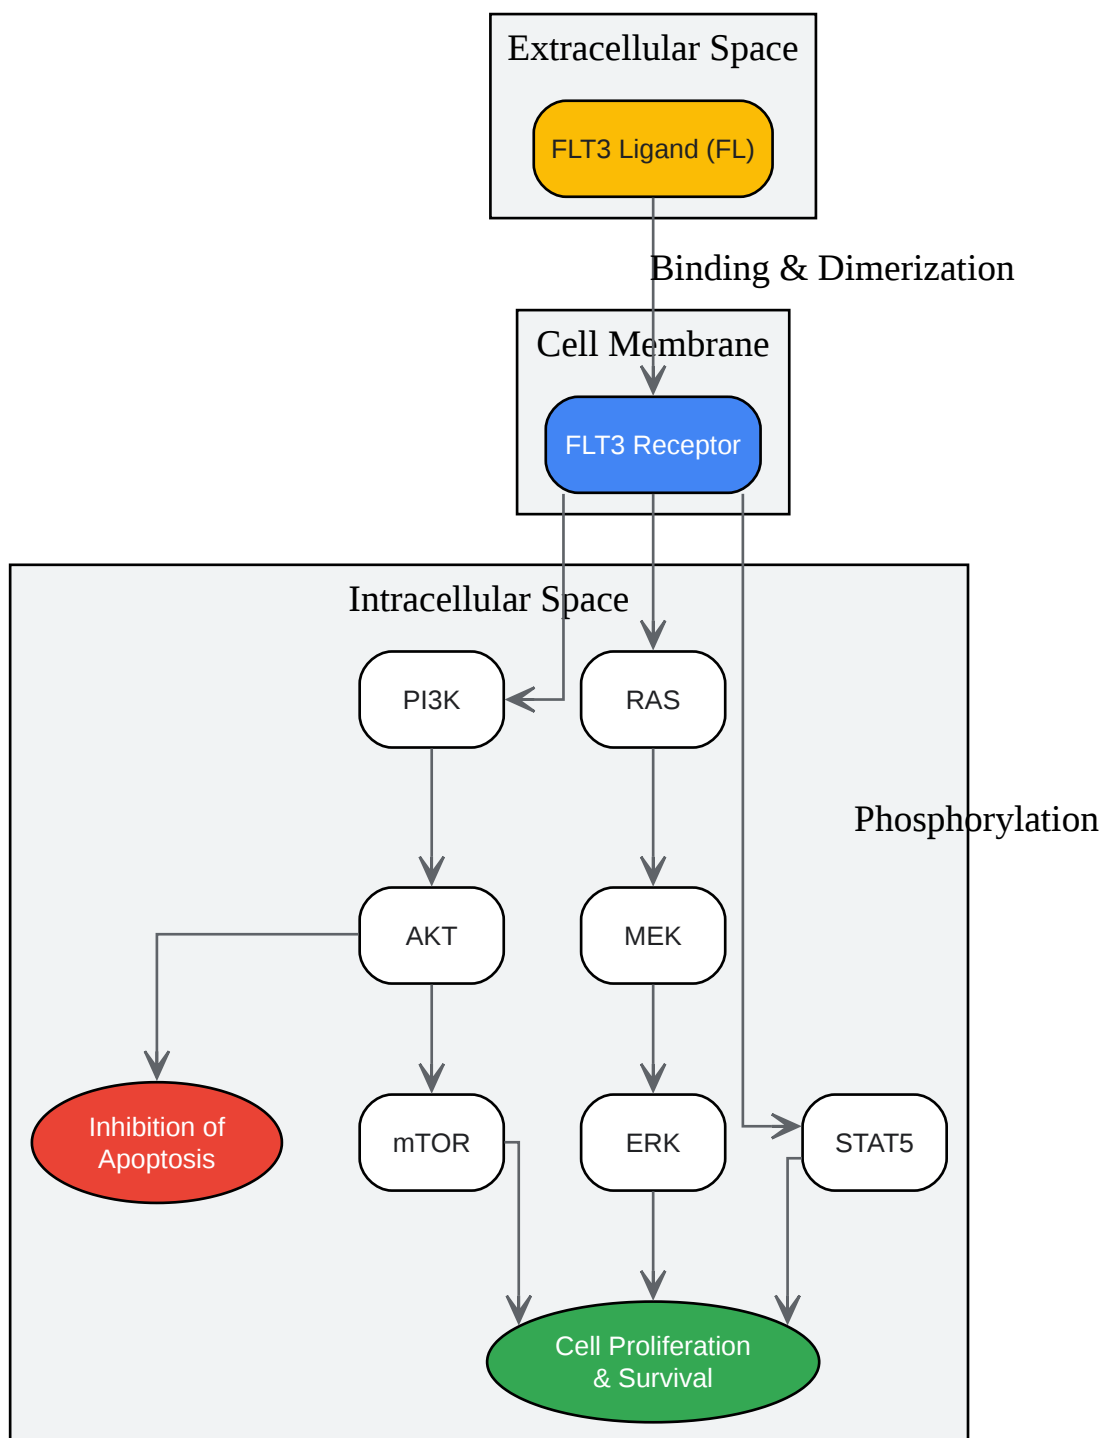 Extracellular Space
FLT3 Ligand (FL)
Binding & Dimerization
Cell Membrane
FLT3 Receptor
Intracellular Space
PI3K
RAS
Phosphorylation
AKT
MEK
Inhibition of
Apoptosis
mTOR
ERK
STAT5
Cell Proliferation
& Survival